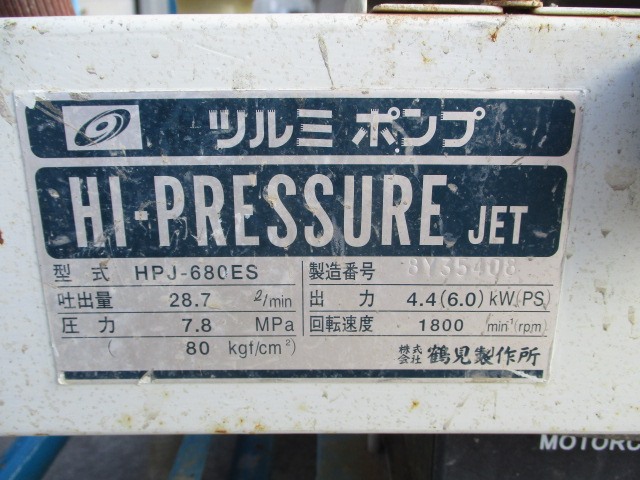 ツルミ ポンプ
HI-PRESSURE JET
型式 HPJ-680ES 製造番号 8Y35408
吐出量 28.7 ℓ/min 出力 4.4(6.0)kW(PS)
圧力 7.8 MPa 回転速度 1800 min⁻¹(rpm)
( 80 kgf/cm²) 株式会社 鶴見製作所
MOTORC